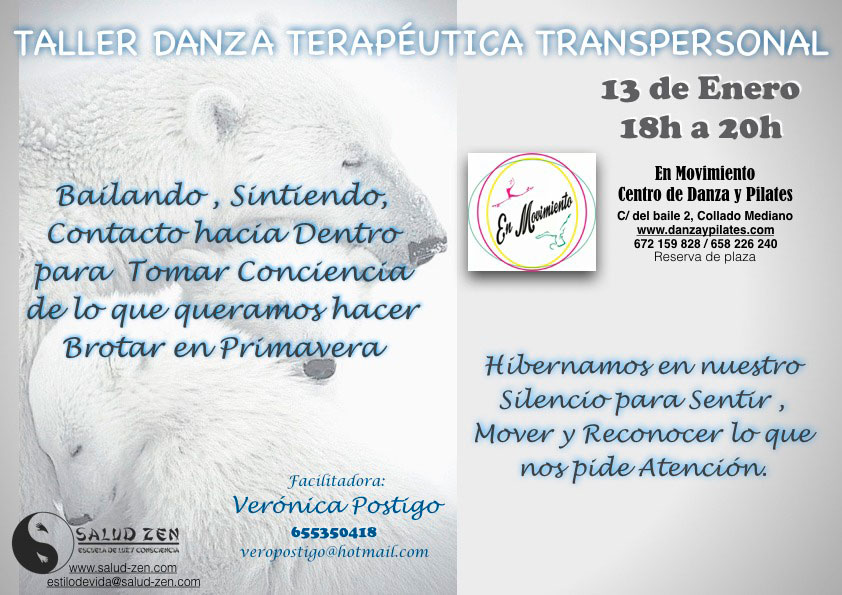 TALLER DANZA TERAPÉUTICA TRANSPERSONAL
13 de Enero
18h a 20h
En Movimiento
En Movimiento
Centro de Danza y Pilates
C/ del baile 2, Collado Mediano
www.danzaypilates.com
672 159 828 / 658 226 240
Reserva de plaza
Bailando , Sintiendo,
Contacto hacia Dentro
para Tomar Conciencia
de lo que queramos hacer
Brotar en Primavera
Hibernamos en nuestro
Silencio para Sentir ,
Mover y Reconocer lo que
nos pide Atención.
Facilitadora:
Verónica Postigo
655350418
veropostigo@hotmail.com
SALUD ZEN
ESCUELA DE LUZ Y CONSCIENCIA
www.salud-zen.com
estilodevida@salud-zen.com